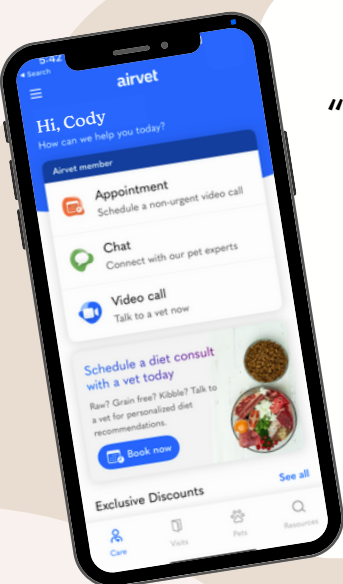 5:42
Search
airvet
“
Hi, Cody
How can we help you today?
Airvet member
Appointment
Schedule a non-urgent video call
Chat
Connect with our pet experts
Video call
Talk to a vet now
Schedule a diet consult
with a vet today
Raw? Grain free? Kibble? Talk to
a vet for personalized diet
recommendations.
Book now
Exclusive Discounts
See all
Care
Visits
Pets
Resources